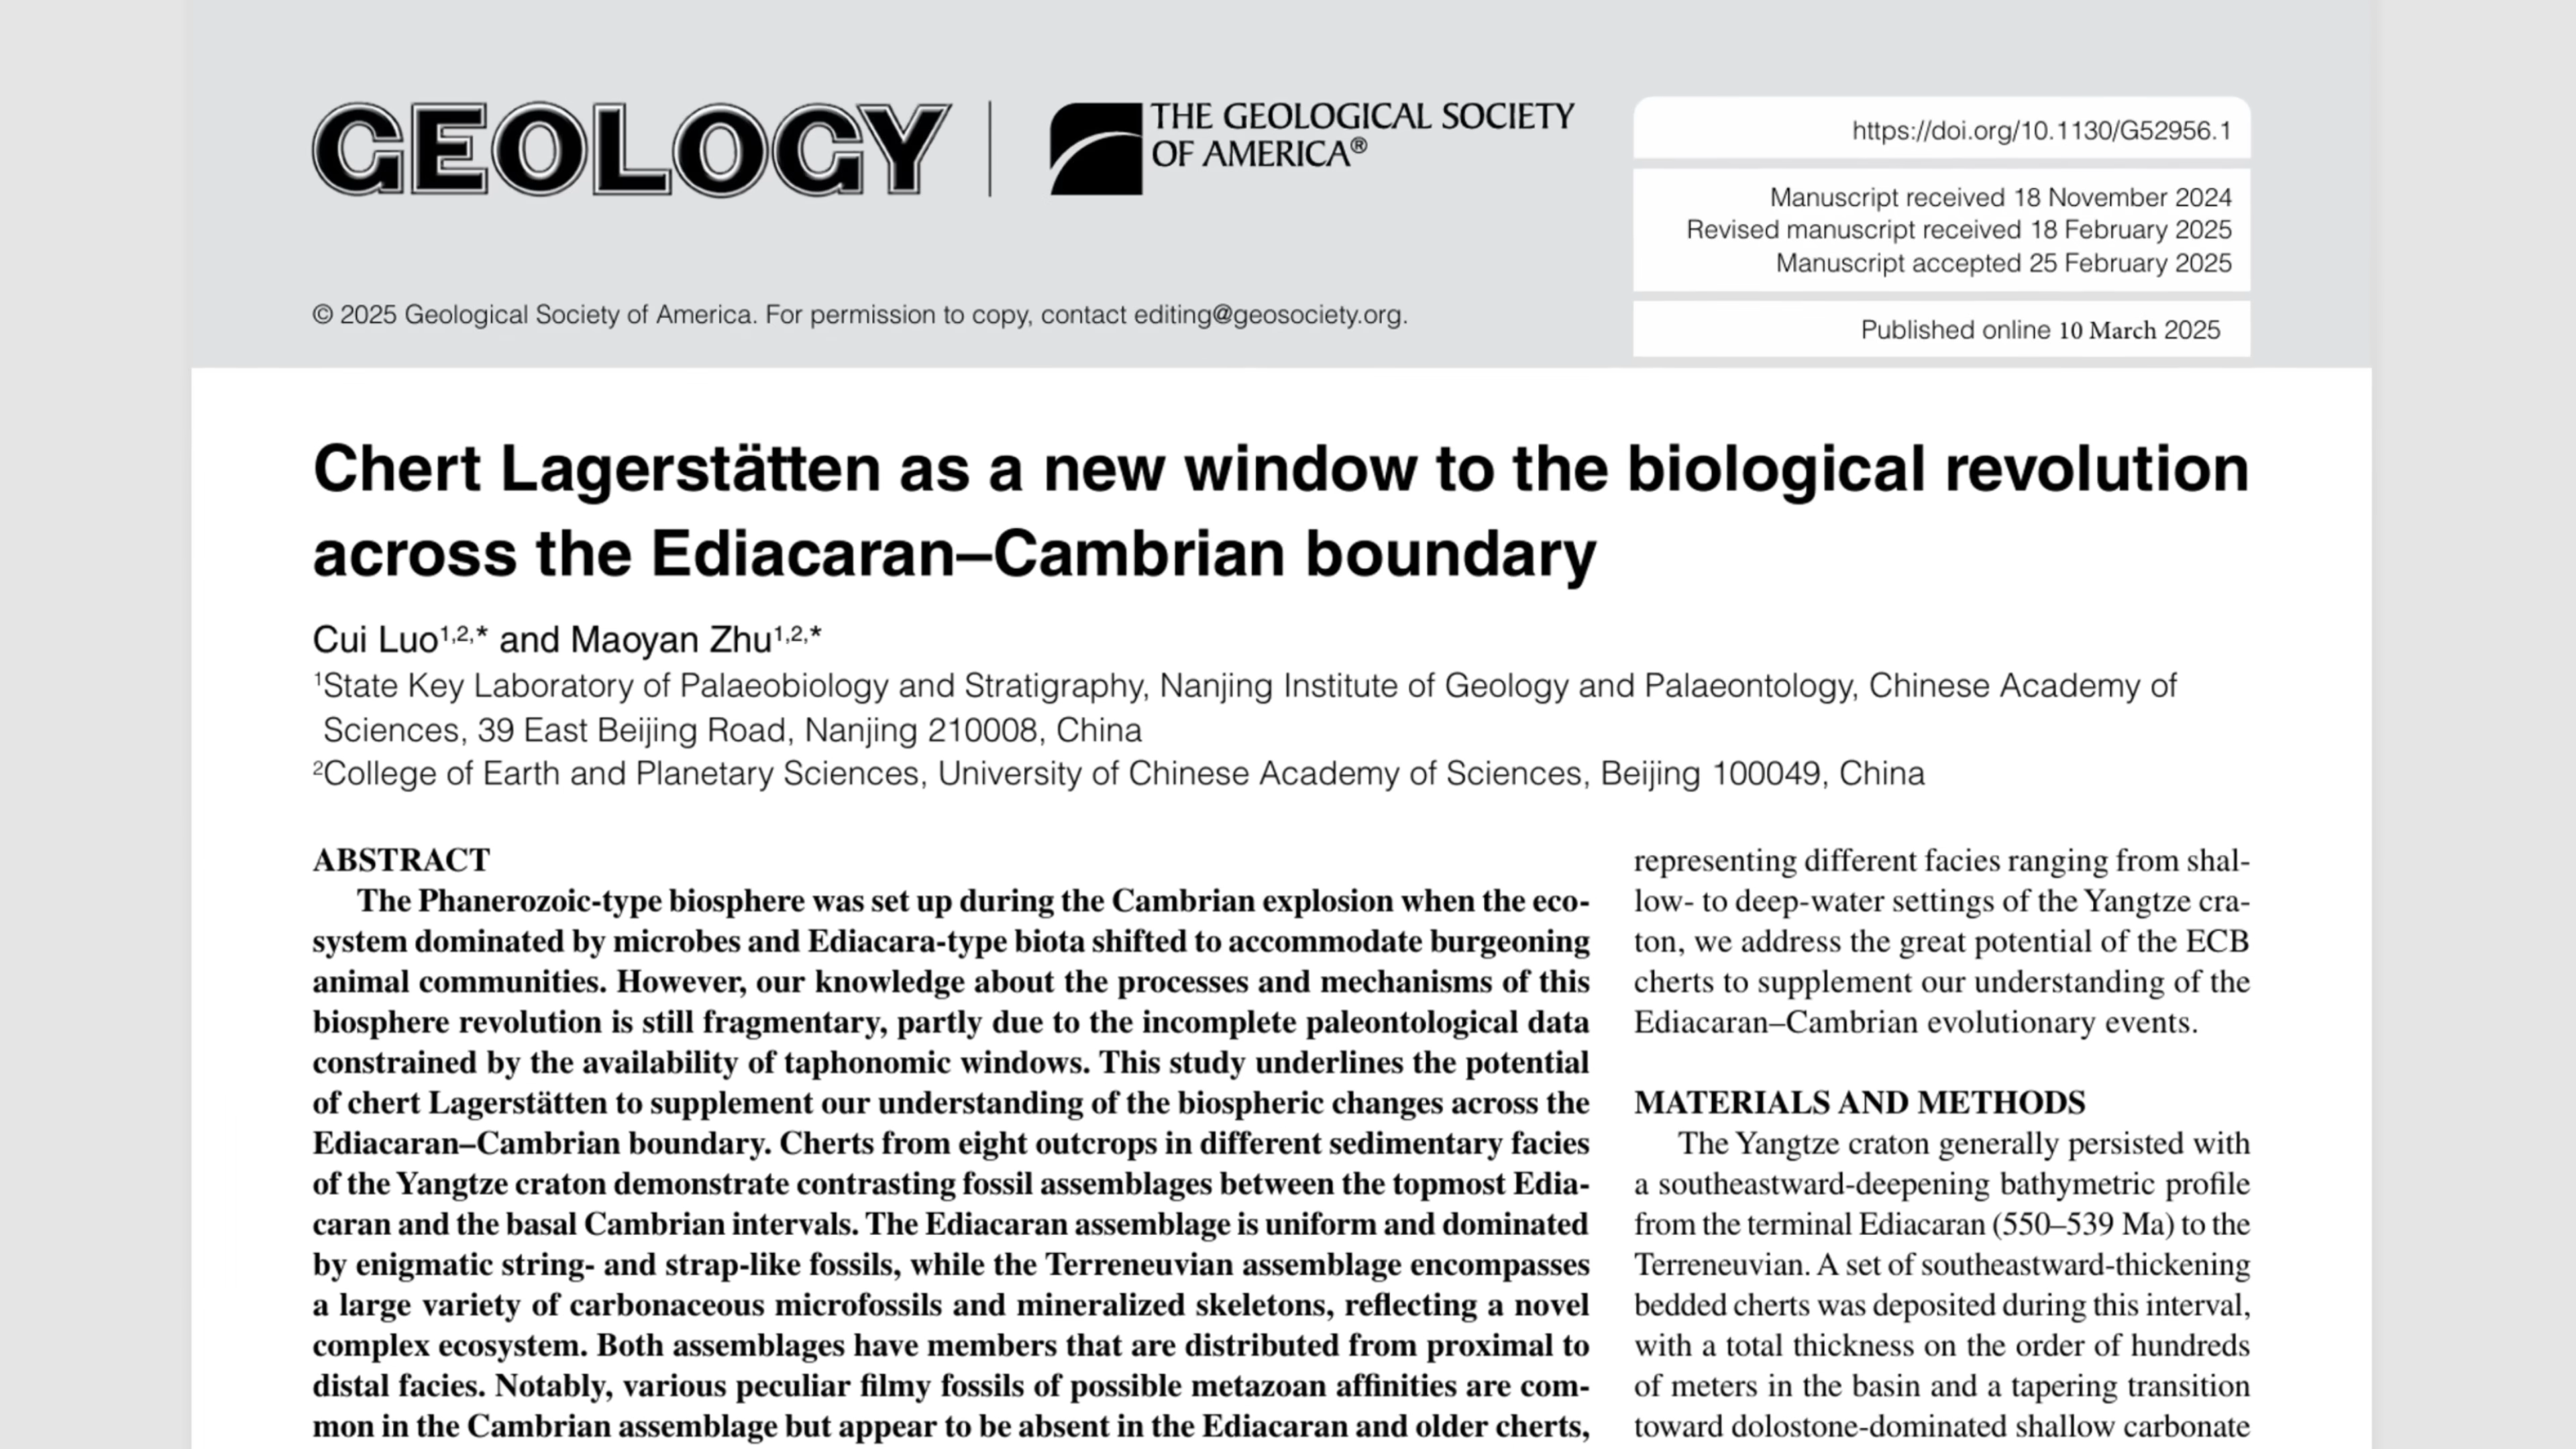 GEOLOGY
THE GEOLOGICAL SOCIETY
OF AMERICA®
https://doi.org/10.1130/G52956.1
Manuscript received 18 November 2024
Revised manuscript received 18 February 2025
Manuscript accepted 25 February 2025
© 2025 Geological Society of America. For permission to copy, contact editing@geosociety.org.
Published online 10 March 2025
Chert Lagerstätten as a new window to the biological revolution
across the Ediacaran–Cambrian boundary
Cui Luo1,2,* and Maoyan Zhu1,2,*
1State Key Laboratory of Palaeobiology and Stratigraphy, Nanjing Institute of Geology and Palaeontology, Chinese Academy of
Sciences, 39 East Beijing Road, Nanjing 210008, China
2College of Earth and Planetary Sciences, University of Chinese Academy of Sciences, Beijing 100049, China
ABSTRACT
The Phanerozoic-type biosphere was set up during the Cambrian explosion when the eco-
system dominated by microbes and Ediacara-type biota shifted to accommodate burgeoning
animal communities. However, our knowledge about the processes and mechanisms of this
biosphere revolution is still fragmentary, partly due to the incomplete paleontological data
constrained by the availability of taphonomic windows. This study underlines the potential
of chert Lagerstätten to supplement our understanding of the biospheric changes across the
Ediacaran–Cambrian boundary. Cherts from eight outcrops in different sedimentary facies
of the Yangtze craton demonstrate contrasting fossil assemblages between the topmost Edia-
caran and the basal Cambrian intervals. The Ediacaran assemblage is uniform and dominated
by enigmatic string- and strap-like fossils, while the Terreneuvian assemblage encompasses
a large variety of carbonaceous microfossils and mineralized skeletons, reflecting a novel
complex ecosystem. Both assemblages have members that are distributed from proximal to
distal facies. Notably, various peculiar filmy fossils of possible metazoan affinities are com-
mon in the Cambrian assemblage but appear to be absent in the Ediacaran and older cherts,
representing different facies ranging from shal-
low- to deep-water settings of the Yangtze cra-
ton, we address the great potential of the ECB
cherts to supplement our understanding of the
Ediacaran–Cambrian evolutionary events.
MATERIALS AND METHODS
The Yangtze craton generally persisted with
a southeastward-deepening bathymetric profile
from the terminal Ediacaran (550–539 Ma) to the
Terreneuvian. A set of southeastward-thickening
bedded cherts was deposited during this interval,
with a total thickness on the order of hundreds
of meters in the basin and a tapering transition
toward dolostone-dominated shallow carbonate